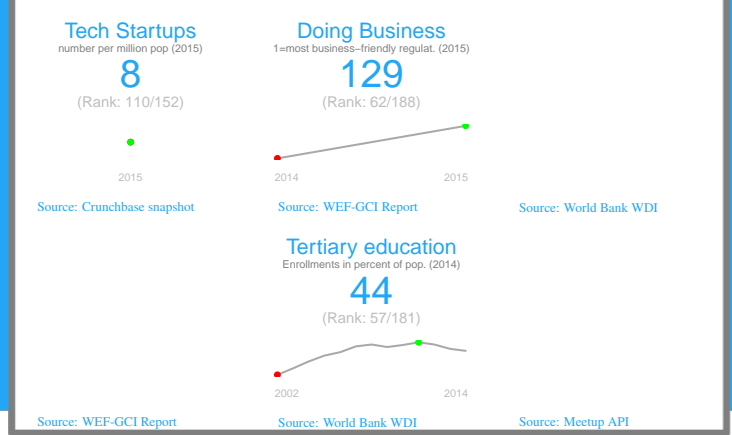 Tech Startups
number per million pop (2015)
8
(Rank: 110/152)
2015
Source: Crunchbase snapshot
Doing Business
1=most business−friendly regulat. (2015)
129
(Rank: 62/188)
2014 2015
Source: WEF-GCI Report
Source: World Bank WDI
Tertiary education
Enrollments in percent of pop. (2014)
44
(Rank: 57/181)
2002 2014
Source: WEF-GCI Report
Source: World Bank WDI
Source: Meetup API